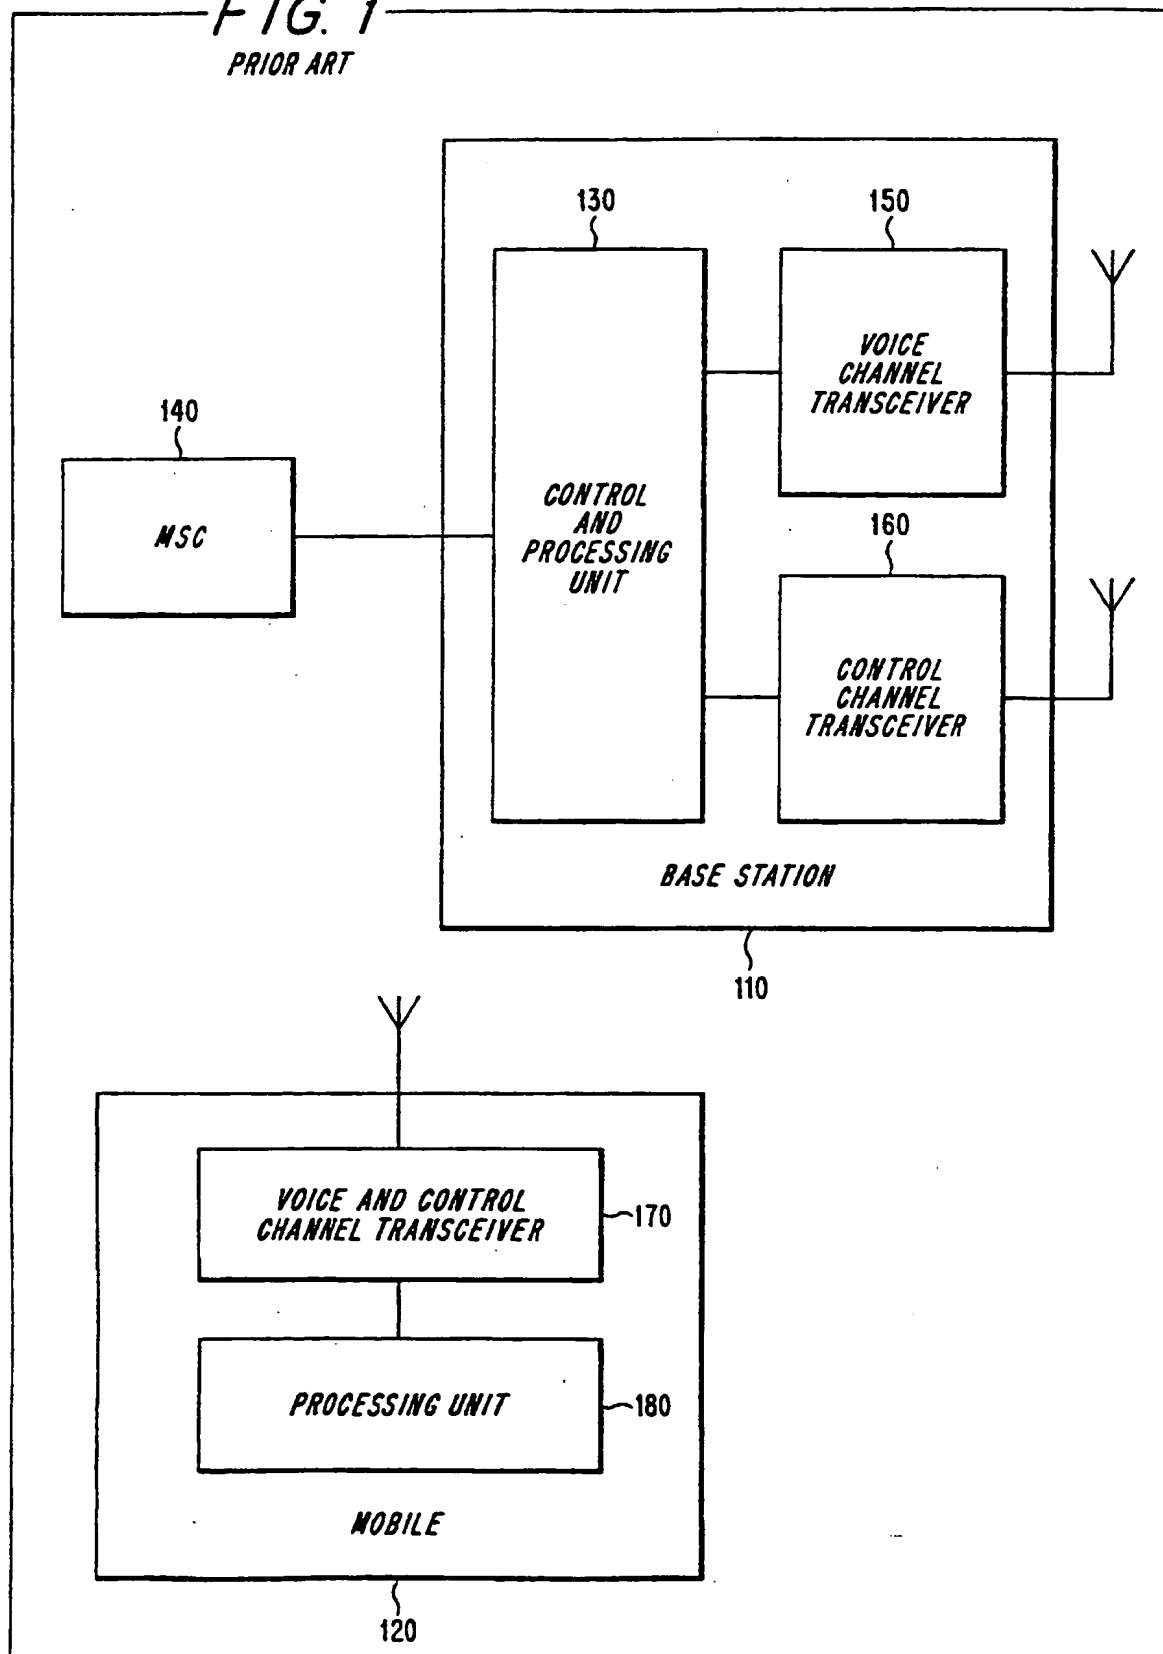 FIG. 1
PRIOR ART
130
150
VOICE
CHANNEL
TRANSCEIVER
140
MSC
CONTROL
AND
PROCESSING
UNIT
160
CONTROL
CHANNEL
TRANSCEIVER
BASE STATION
110
VOICE AND CONTROL
CHANNEL TRANSCEIVER
170
PROCESSING UNIT
180
MOBILE
120